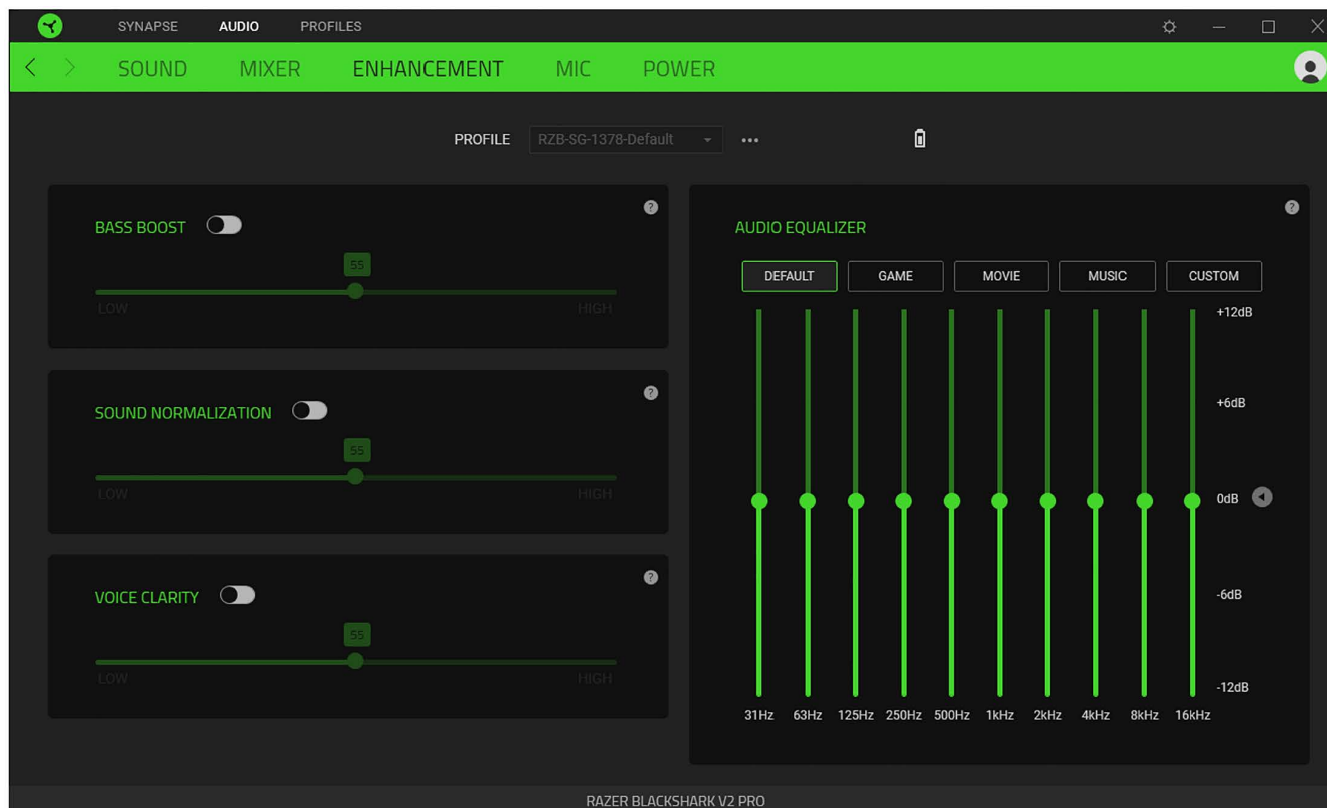 SYNAPSE AUDIO PROFILES
SOUND MIXER ENHANCEMENT MIC POWER
PROFILE RZB-SG-1378-Default
BASS BOOST
55
LOW HIGH
SOUND NORMALIZATION
55
LOW HIGH
VOICE CLARITY
55
LOW HIGH
AUDIO EQUALIZER
DEFAULT GAME MOVIE MUSIC CUSTOM
+12dB
+6dB
0dB
-6dB
-12dB
31Hz 63Hz 125Hz 250Hz 500Hz 1kHz 2kHz 4kHz 8kHz 16kHz
RAZER BLACKSHARK V2 PRO